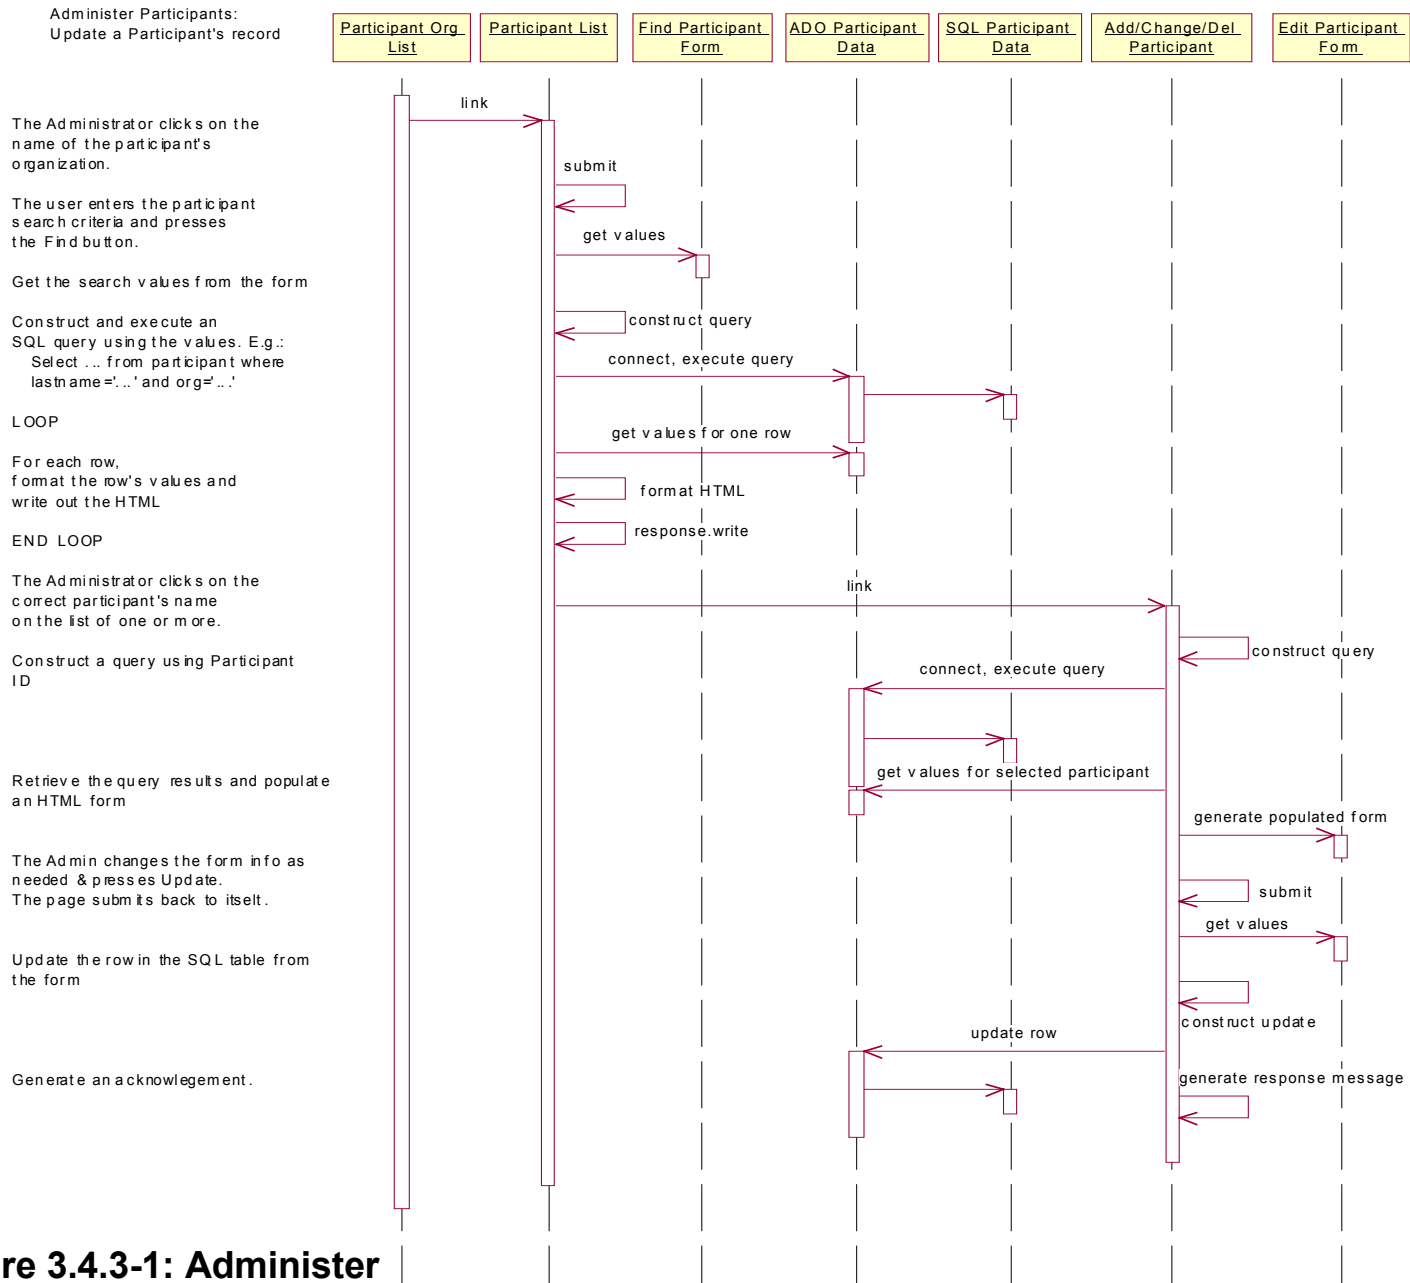 Administer Participants:
Update a Participant's record
Participant Org
List
Participant List
Find Participant
Form
ADO Participant
Data
SQL Participant
Data
Add/Change/Del
Participant
Edit Participant
Form
link
The Administrator clicks on the
name of the participant's
organization.
submit
The user enters the participant
search criteria and presses
the Find button.
get values
Get the search values from the form
Construct and execute an
SQL query using the values. E.g.:
Select ... from participant where
lastname='...' and org='...'
construct query
connect, execute query
LOOP
get values for one row
For each row,
format the row's values and
write out the HTML
format HTML
response.write
END LOOP
The Administrator clicks on the
correct participant's name
on the list of one or more.
link
construct query
Construct a query using Participant
ID
connect, execute query
get values for selected participant
Retrieve the query results and populate
an HTML form
generate populated form
The Admin changes the form info as
needed & presses Update.
The page submits back to itselt.
submit
get values
Update the row in the SQL table from
the form
construct update
update row
Generate an acknowlegement.
generate response message
re 3.4.3-1: Administer